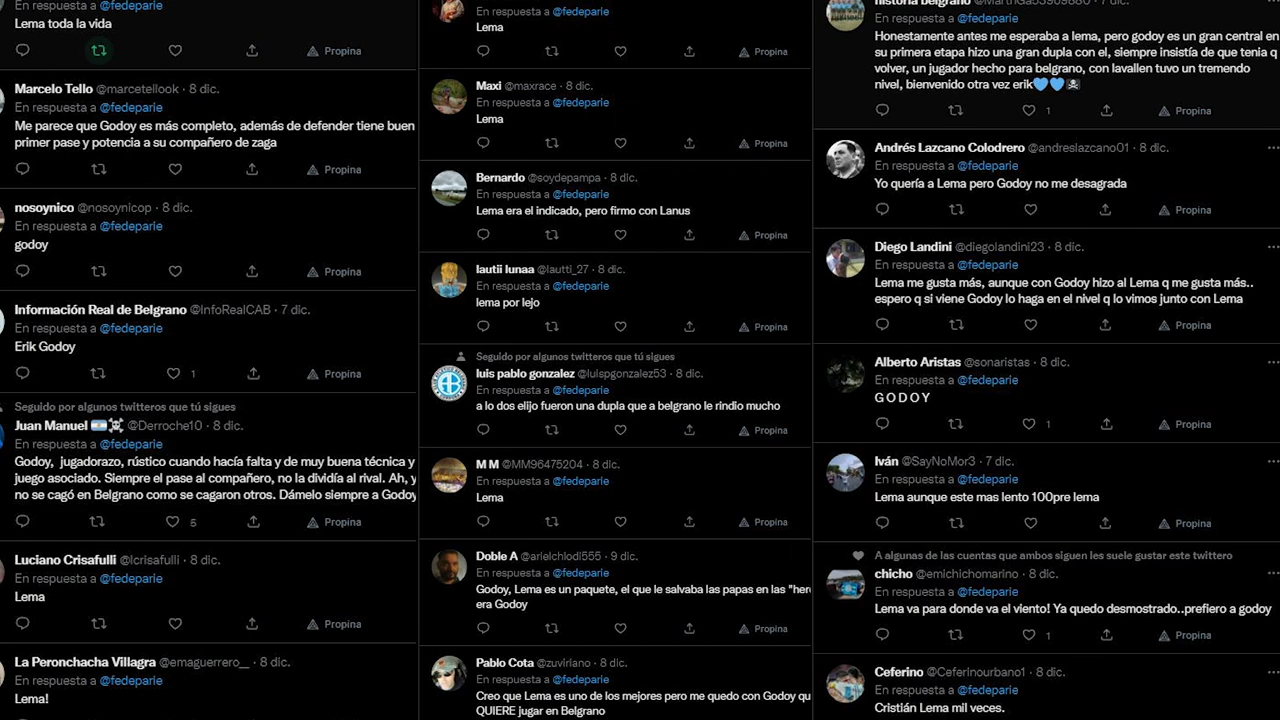 En respuesta a @fedeparie
Lema toda la vida
Propina
Marcelo Tello @marcetellook · 8 dic.
En respuesta a @fedeparie
Me parece que Godoy es más completo, además de defender tiene buen
primer pase y potencia a su compañero de zaga
Propina
nosoynico @nosoynicop · 8 dic.
En respuesta a @fedeparie
godoy
Propina
Información Real de Belgrano @InfoRealCAB · 7 dic.
En respuesta a @fedeparie
Erik Godoy
1
Propina
Seguido por algunos twitteros que tú sigues
Juan Manuel @Derroche10 · 8 dic.
En respuesta a @fedeparie
Godoy, jugadorazo, rústico cuando hacía falta y de muy buena técnica y
juego asociado. Siempre el pase al compañero, no la dividía al rival. Ah, y
no se cagó en Belgrano como se cagaron otros. Dámelo siempre a Godoy
5
Propina
Luciano Crisafulli @lcrisafulli · 8 dic.
En respuesta a @fedeparie
Lema
Propina
La Peronchacha Villagra @emaguerrero__ · 8 dic.
En respuesta a @fedeparie
Lema!
En respuesta a @fedeparie
Lema
Propina
Maxi @maxrace · 8 dic.
En respuesta a @fedeparie
Lema
Propina
Bernardo @soydepampa · 8 dic.
En respuesta a @fedeparie
Lema era el indicado, pero firmo con Lanus
Propina
lautii lunaa @lautti_27 · 8 dic.
En respuesta a @fedeparie
lema por lejo
Propina
Seguido por algunos twitteros que tú sigues
luis pablo gonzalez @luispgonzalez53 · 8 dic.
En respuesta a @fedeparie
a lo dos elijo fueron una dupla que a belgrano le rindio mucho
Propina
M M @MM96475204 · 8 dic.
En respuesta a @fedeparie
Lema
Propina
Doble A @arielchiodi555 · 9 dic.
En respuesta a @fedeparie
Godoy, Lema es un paquete, el que le salvaba las papas en las "her
era Godoy
Propina
Pablo Cota @zuviriano · 8 dic.
En respuesta a @fedeparie
Creo que Lema es uno de los mejores pero me quedo con Godoy qu
QUIERE jugar en Belgrano
historia belgrano · 7 dic.
En respuesta a @fedeparie
Honestamente antes me esperaba a lema, pero godoy es un gran central en
su primera etapa hizo una gran dupla con el, siempre insistía de que tenia q
volver, un jugador hecho para belgrano, con lavallen tuvo un tremendo
nivel, bienvenido otra vez erik💙💙☠️
1
Propina
Andrés Lazcano Colodrero @andreslazcano01 · 8 dic.
En respuesta a @fedeparie
Yo quería a Lema pero Godoy no me desagrada
Propina
Diego Landini @diegolandini23 · 8 dic.
En respuesta a @fedeparie
Lema me gusta más, aunque con Godoy hizo al Lema q me gusta más..
espero q si viene Godoy lo haga en el nivel q lo vimos junto con Lema
Propina
Alberto Aristas @sonaristas · 8 dic.
En respuesta a @fedeparie
G O D O Y
1
Propina
Iván @SayNoMor3 · 7 dic.
En respuesta a @fedeparie
Lema aunque este mas lento 100pre lema
Propina
A algunas de las cuentas que ambos siguen les suele gustar este twittero
chicho @emichichomarino · 8 dic.
En respuesta a @fedeparie
Lema va para donde va el viento! Ya quedo desmostrado..prefiero a godoy
1
Propina
Ceferino @Ceferinourbano1 · 8 dic.
En respuesta a @fedeparie
Cristián Lema mil veces.